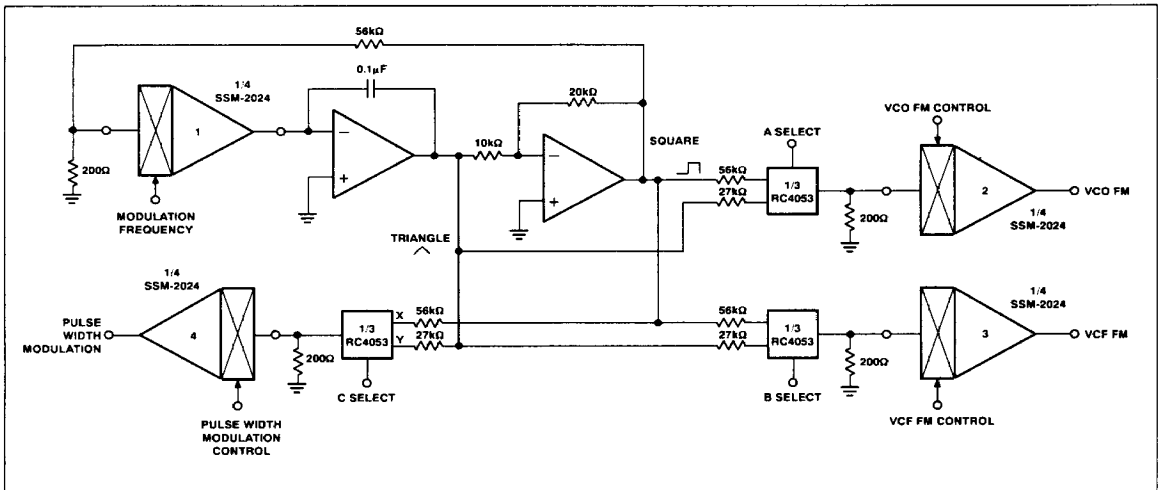 56kΩ
0.1µF
1/4
SSM-2024
1
20kΩ
10kΩ
−
+
−
+
200Ω
MODULATION
FREQUENCY
SQUARE
A SELECT
VCO FM CONTROL
56kΩ
27kΩ
1/3
RC4053
200Ω
2
VCO FM
1/4
SSM-2024
TRIANGLE
1/4
SSM-2024
PULSE
WIDTH
MODULATION
4
200Ω
1/3
RC4053
X
Y
56kΩ
27kΩ
C SELECT
PULSE WIDTH
MODULATION
CONTROL
56kΩ
27kΩ
1/3
RC4053
B SELECT
200Ω
1/4
SSM-2024
3
VCF FM
VCF FM CONTROL